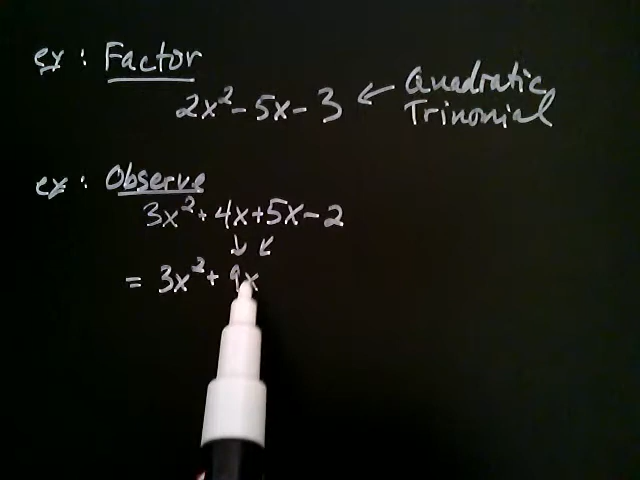 ex : Factor
2x² - 5x - 3 ← Quadratic
Trinomial
ex : Observe
3x² + 4x + 5x - 2
↘ ↙
= 3x² + 9x